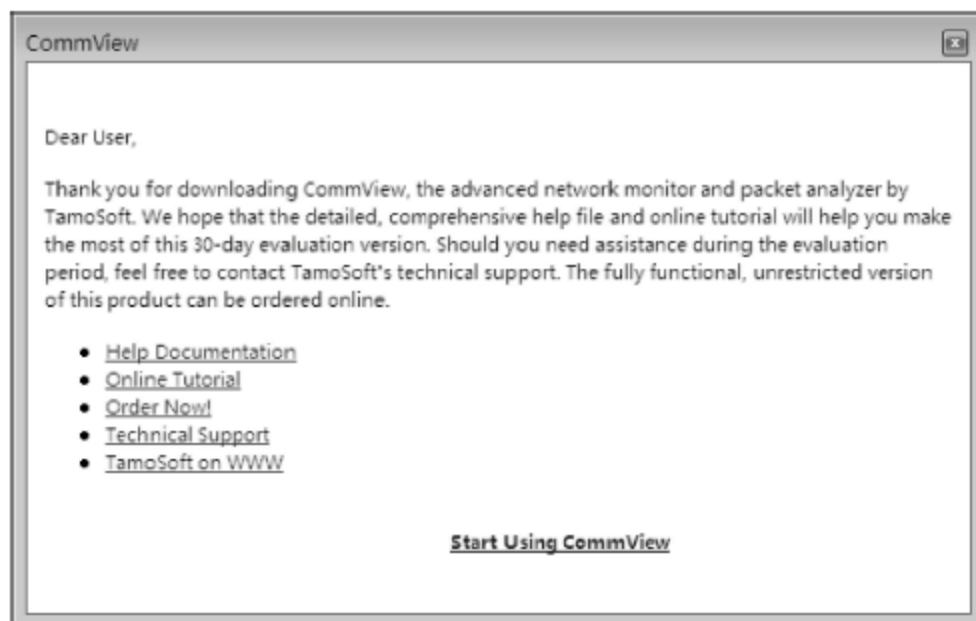 CommView
Dear User,
Thank you for downloading CommView, the advanced network monitor and packet analyzer by
TamoSoft. We hope that the detailed, comprehensive help file and online tutorial will help you make
the most of this 30-day evaluation version. Should you need assistance during the evaluation
period, feel free to contact TamoSoft's technical support. The fully functional, unrestricted version
of this product can be ordered online.
Help Documentation
Online Tutorial
Order Now!
Technical Support
TamoSoft on WWW
Start Using CommView